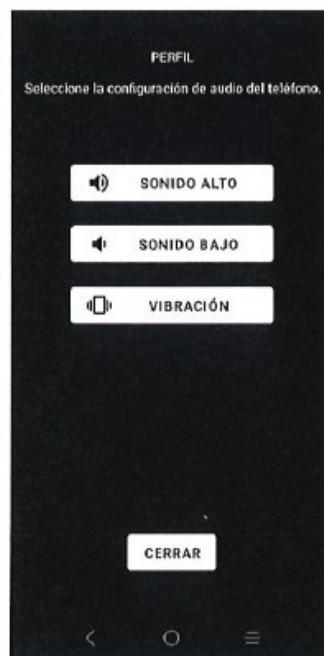 PERFIL
Seleccione la configuración de audio del teléfono.
SONIDO ALTO
SONIDO BAJO
VIBRACIÓN
CERRAR